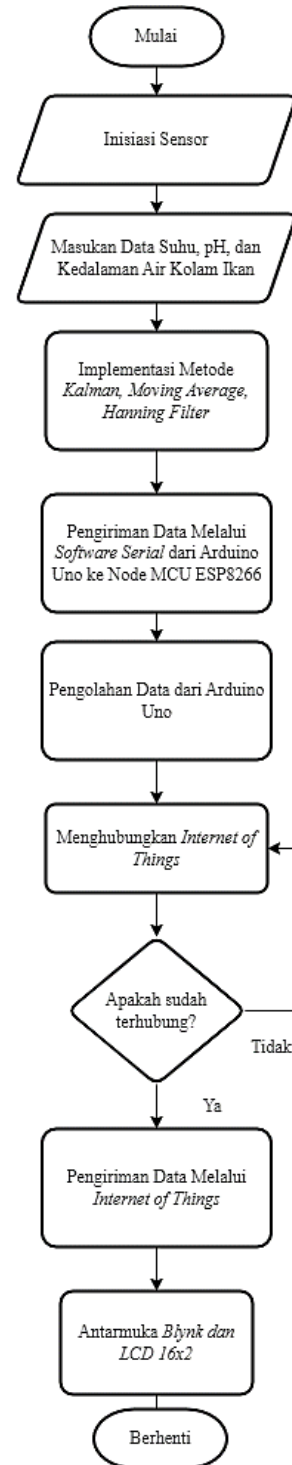 Mulai
Inisiasi Sensor
Masukan Data Suhu, pH, dan
Kedalaman Air Kolam Ikan
Implementasi Metode
Kalman, Moving Average,
Hanning Filter
Pengiriman Data Melalui
Software Serial dari Arduino
Uno ke Node MCU ESP8266
Pengolahan Data dari Arduino
Uno
Menghubungkan Internet of
Things
Apakah sudah
terhubung?
Tidak
Ya
Pengiriman Data Melalui
Internet of Things
Antarmuka Blynk dan
LCD 16x2
Berhenti